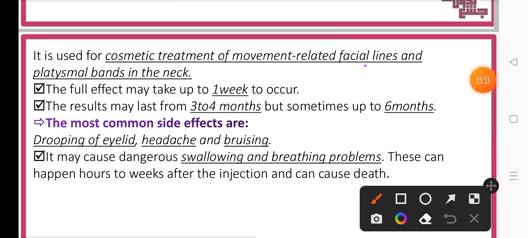 It is used for cosmetic treatment of movement-related facial lines and
platysmal bands in the neck.
☑The full effect may take up to 1week to occur.
☑The results may last from 3to4 months but sometimes up to 6months.
⇨The most common side effects are:
Drooping of eyelid, headache and bruising.
☑It may cause dangerous swallowing and breathing problems. These can
happen hours to weeks after the injection and can cause death.